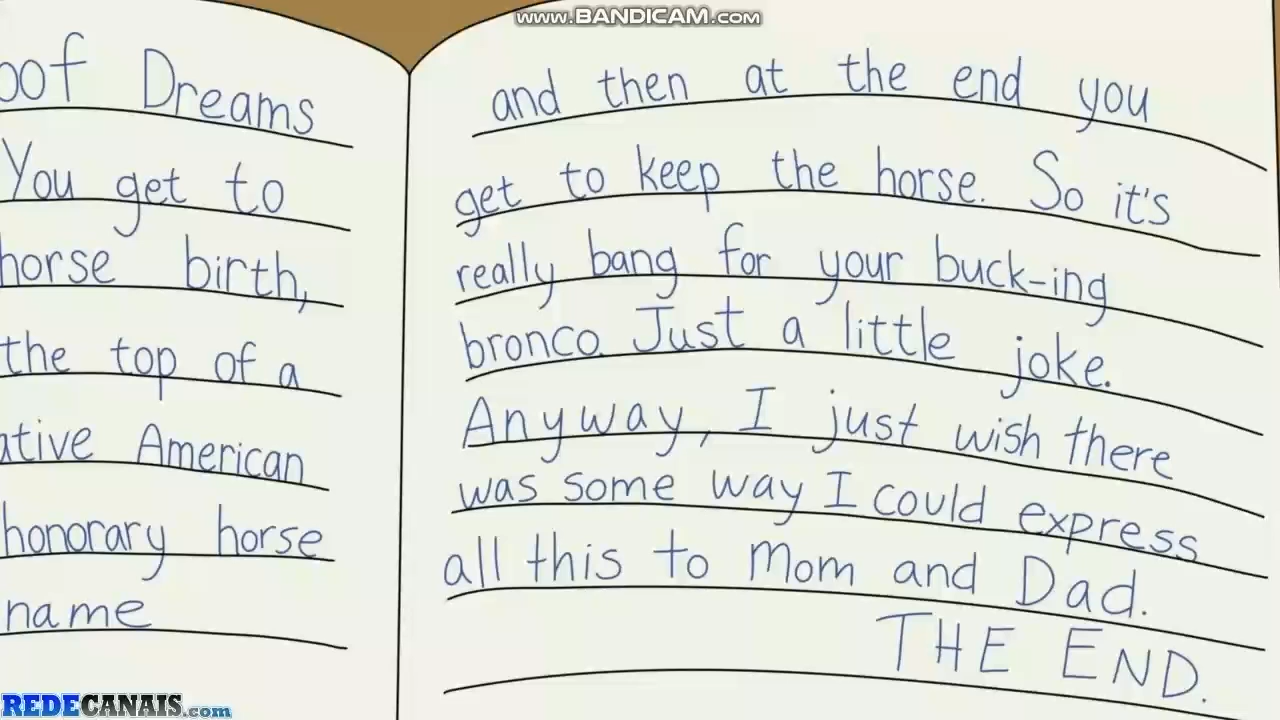 www.BANDICAM.com
oof Dreams
You get to
horse birth,
the top of a
ative American
honorary horse
name
and then at the end you
get to keep the horse. So it's
really bang for your buck-ing
bronco. Just a little joke.
Anyway, I just wish there
was some way I could express
all this to Mom and Dad.
THE END.
REDECANAIS.com